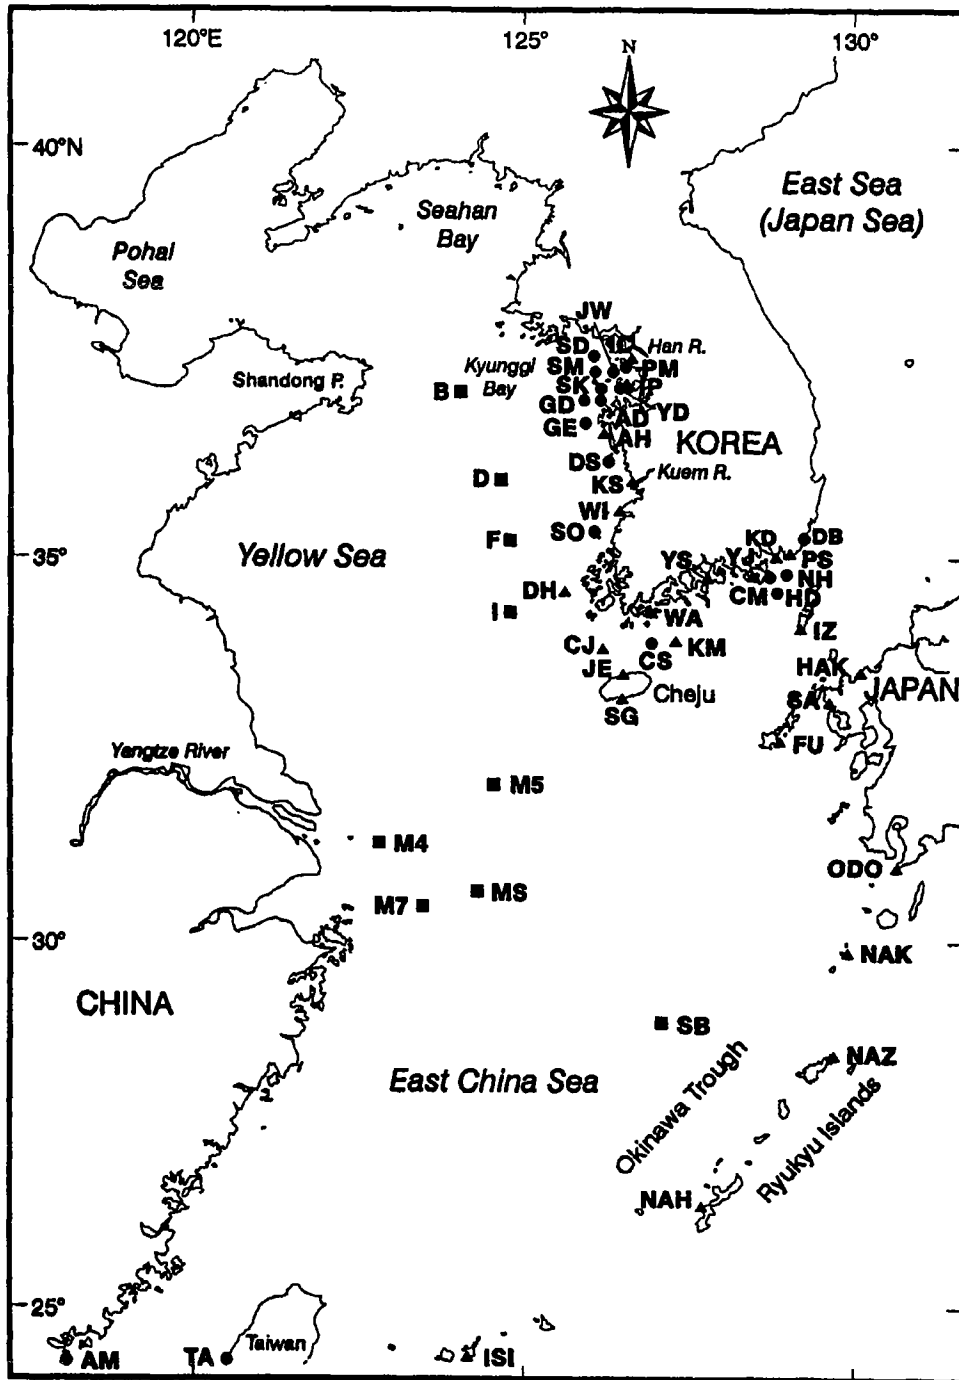 120°E
125°
130°
N
40°N
East Sea
(Japan Sea)
Seahan
Bay
Pohai
Sea
JW
SD
IC
Han R.
Kyunggi
Bay
SM
PM
Shandong P.
B
SK
IP
GD
YD
AD
GE
AH
KOREA
DS
D
KS
Kuem R.
WI
SO
F
KD
DB
35°
Yellow Sea
YS
YJ
PS
NH
DH
CM
HD
I
WA
IZ
CJ
CS
KM
JE
HAK
Cheju
JAPAN
SA
SG
FU
Yangtze River
M5
M4
ODO
MS
M7
30°
NAK
CHINA
SB
NAZ
East China Sea
Okinawa Trough
Ryukyu Islands
NAH
25°
Taiwan
AM
TA
ISI